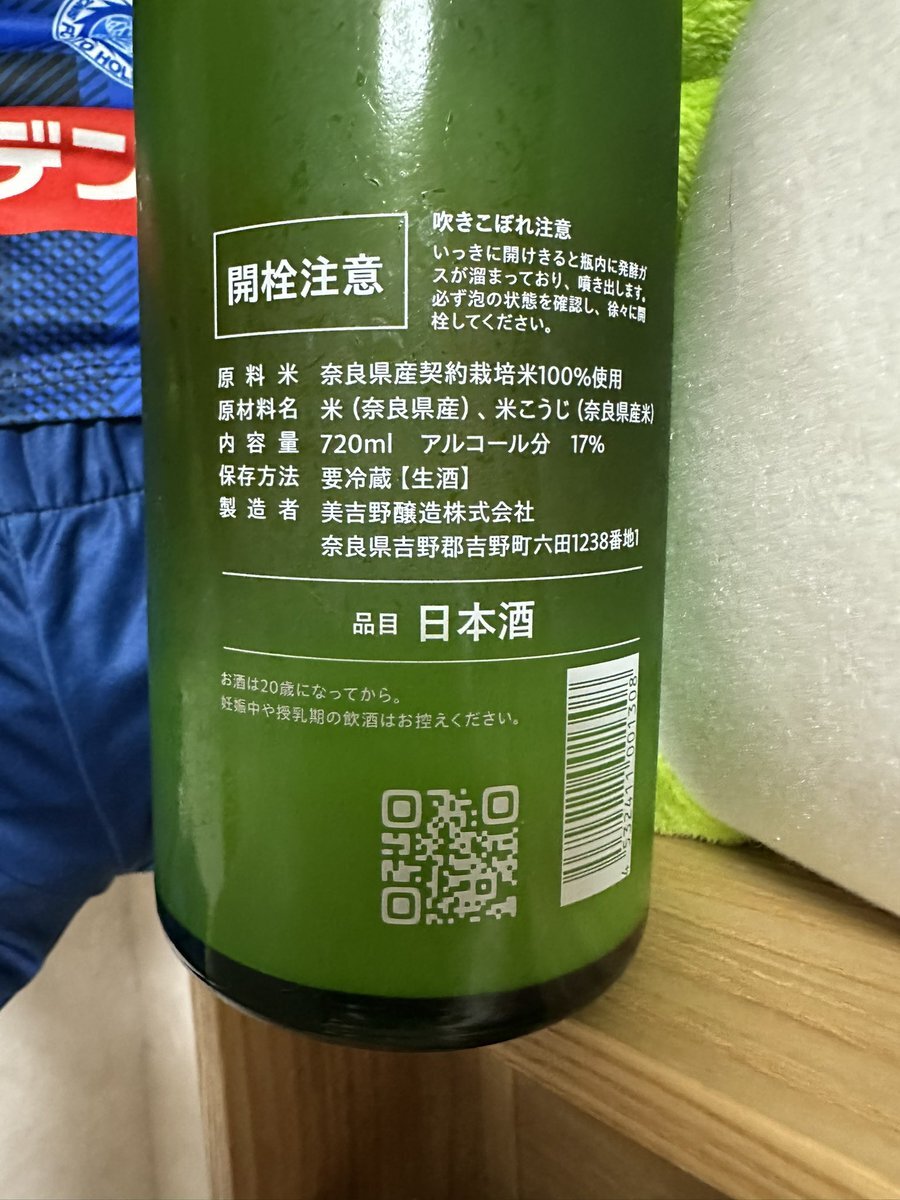 デン
開栓注意
吹きこぼれ注意
いっきに開けきると瓶内に発酵ガ
スが溜まっており、噴き出します。
必ず泡の状態を確認し、徐々に開
栓してください。
原料米 奈良県産契約栽培米100%使用
原材料名 米（奈良県産）、米こうじ（奈良県産米）
内容量 720ml アルコール分 17%
保存方法 要冷蔵【生酒】
製造者 美吉野醸造株式会社
奈良県吉野郡吉野町六田1238番地1
品目 日本酒
お酒は20歳になってから。
妊娠中や授乳期の飲酒はお控えください。
4532411001308